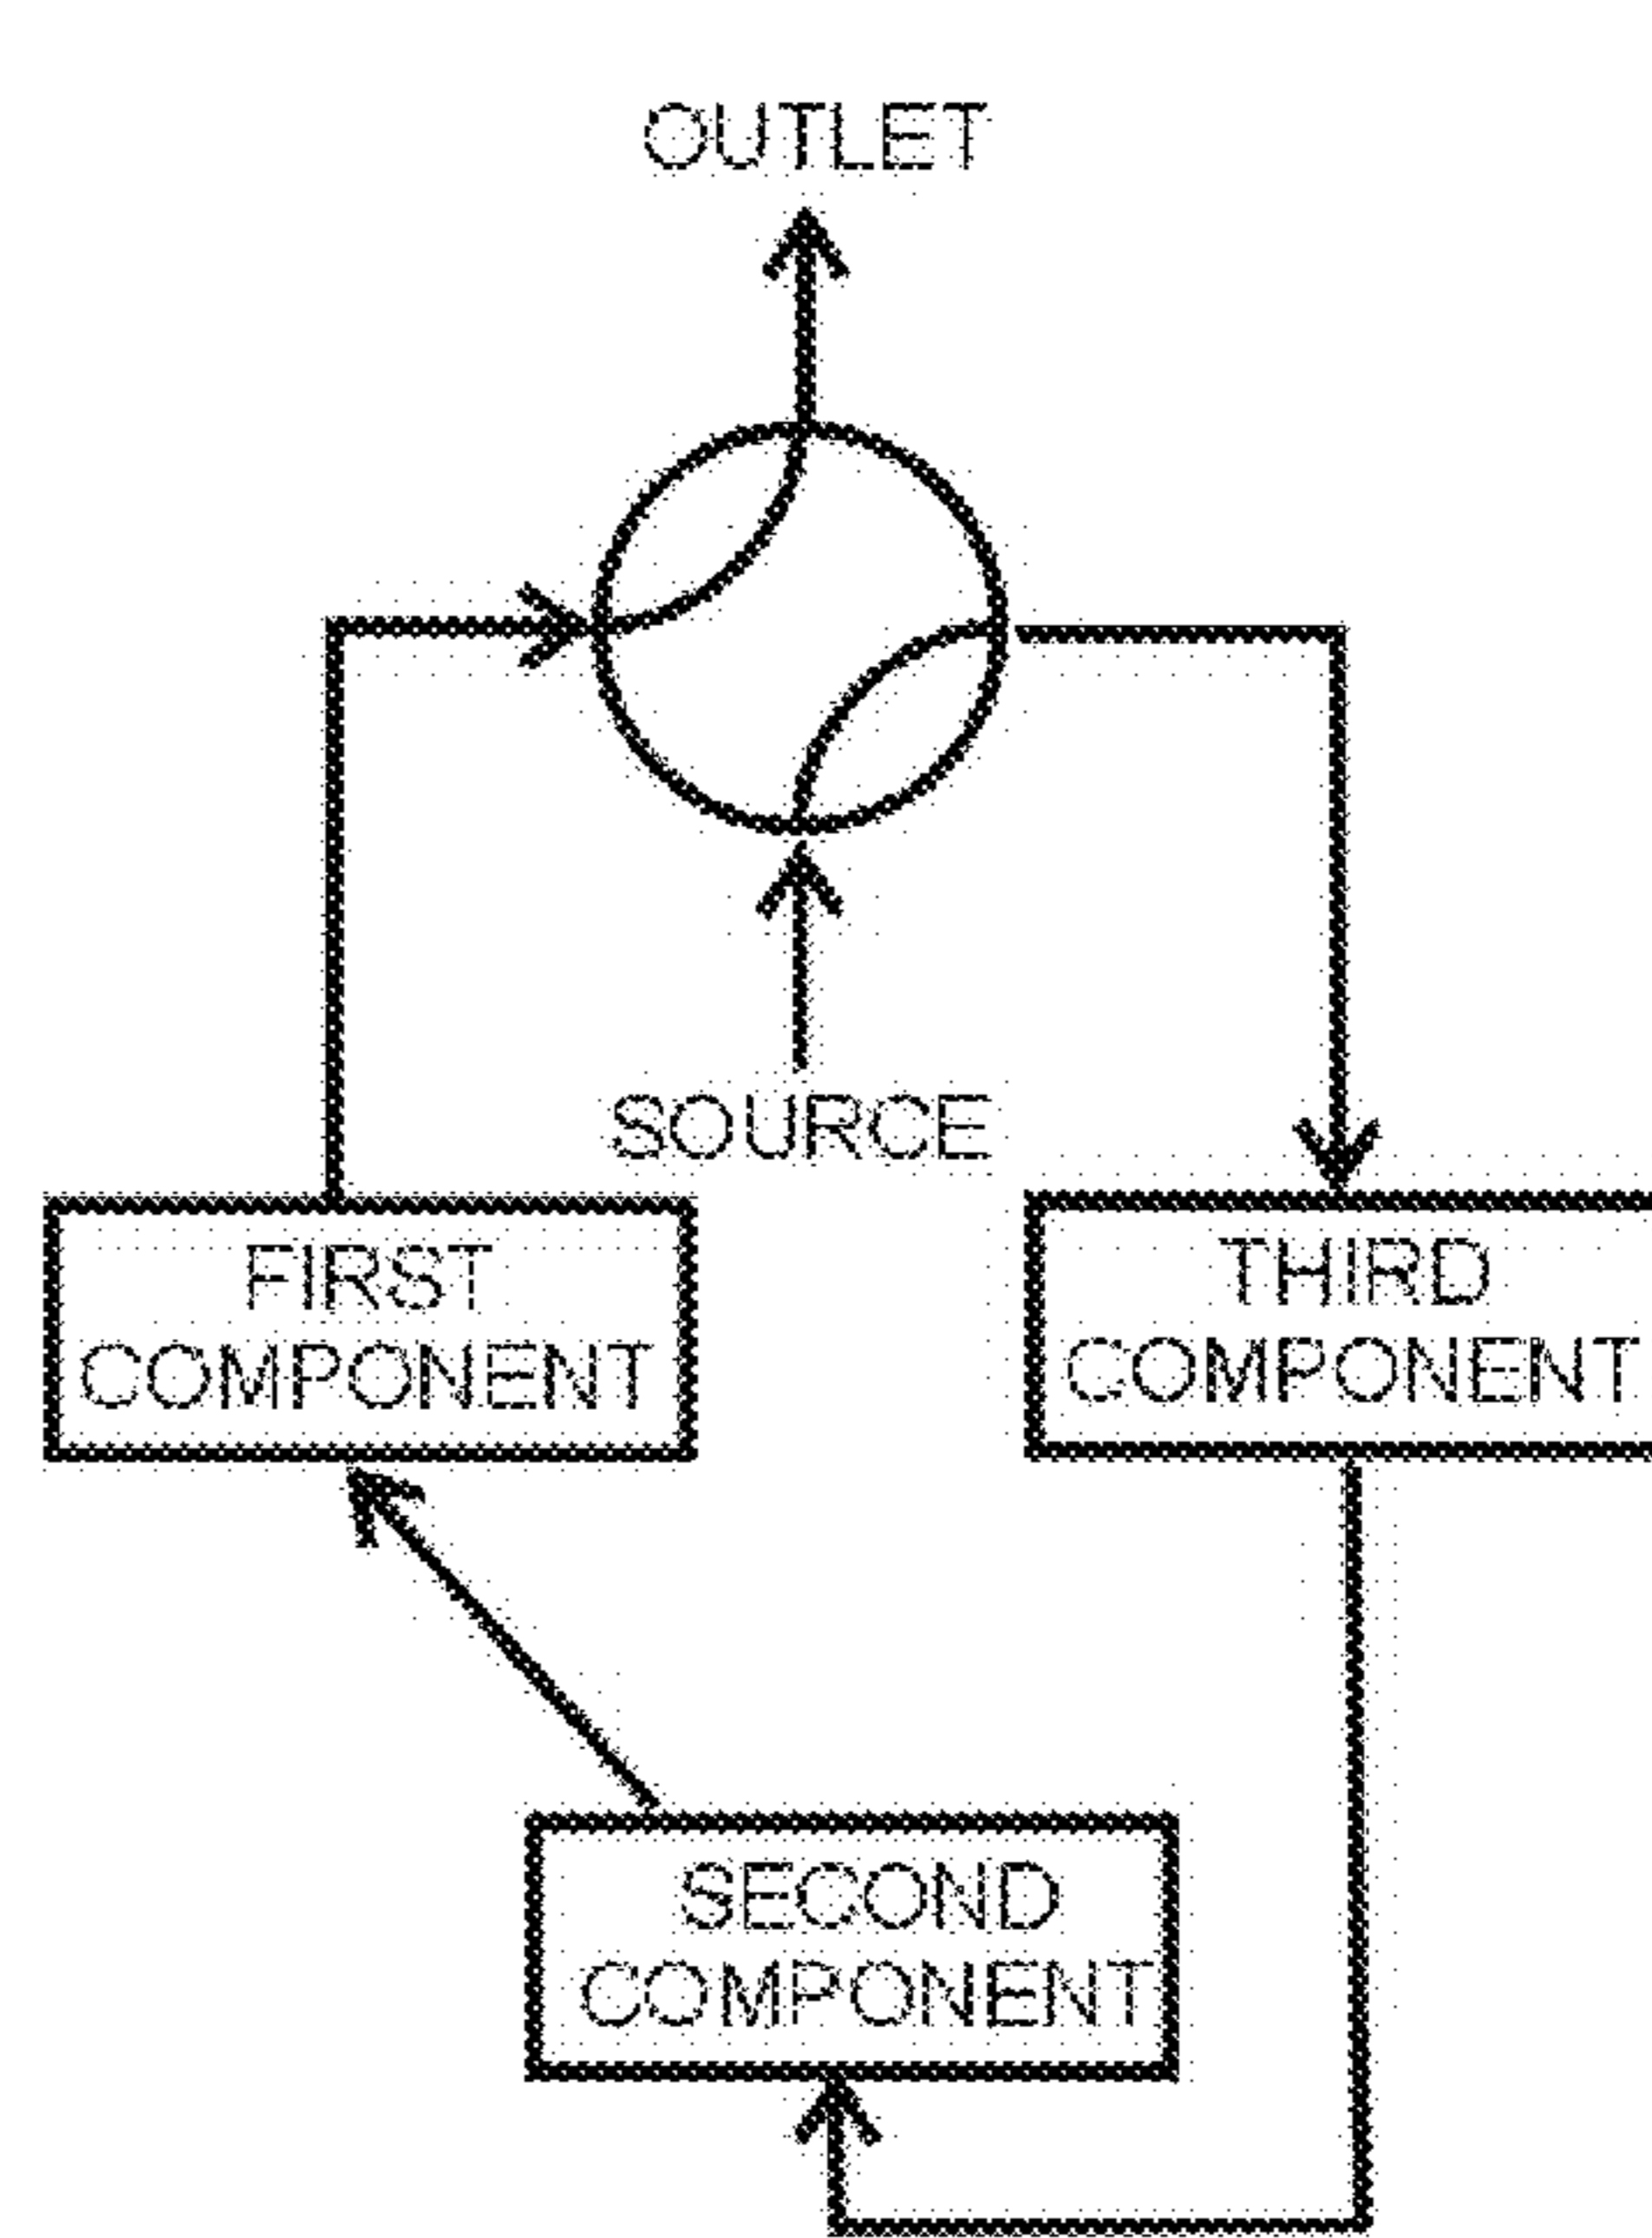 OUTLET
SOURCE
FIRST
COMPONENT
THIRD
COMPONENT
SECOND
COMPONENT